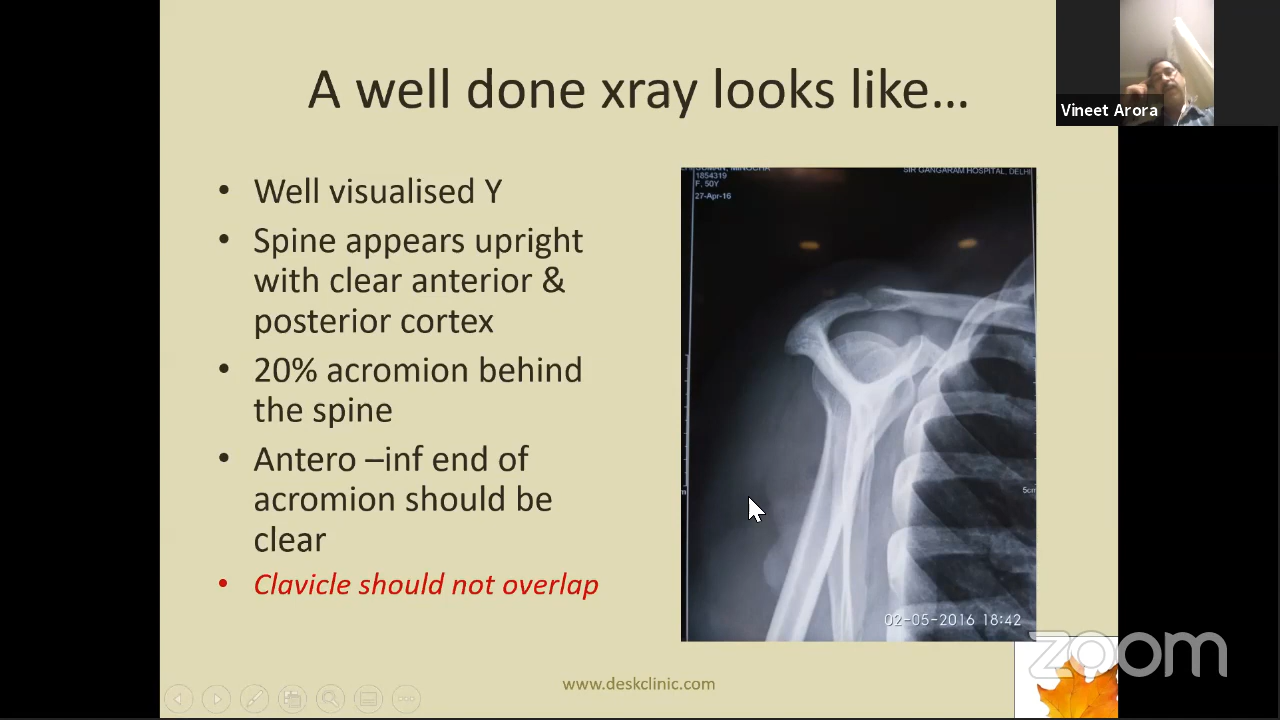 A well done xray looks like...
Vineet Arora
• Well visualised Y
• Spine appears upright
with clear anterior &
posterior cortex
• 20% acromion behind
the spine
• Antero –inf end of
acromion should be
clear
• Clavicle should not overlap
1854319
F, 50Y
27-Apr-16
SIR GANGARAM HOSPITAL, DELHI
5cm
02-05-2016 18:42
www.deskclinic.com
zoom